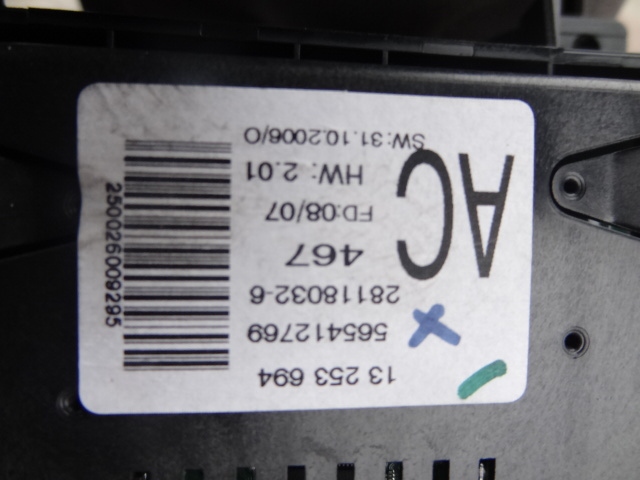 13 253 694
565412769
28118032-6
467
AC
FD:08/07
HW: 2.01
SW:31.10.2006/O
250026009295